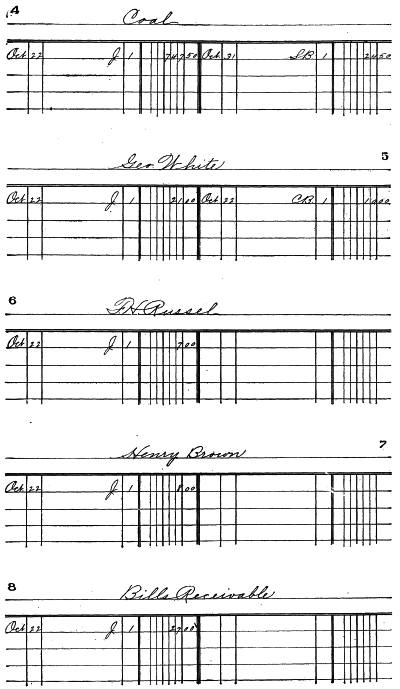 4
Coal
Oct 22 J 1 747 50 Oct 31 SB 1 24 50
5
Geo. White
Oct 22 J 1 21 00 Oct 22 CB 1 10 00
6
F H Russel
Oct 22 J 1 7 00
7
Henry Brown
Oct 22 J 1 8 00
8
Bills Receivable
Oct 22 J 1 27 00